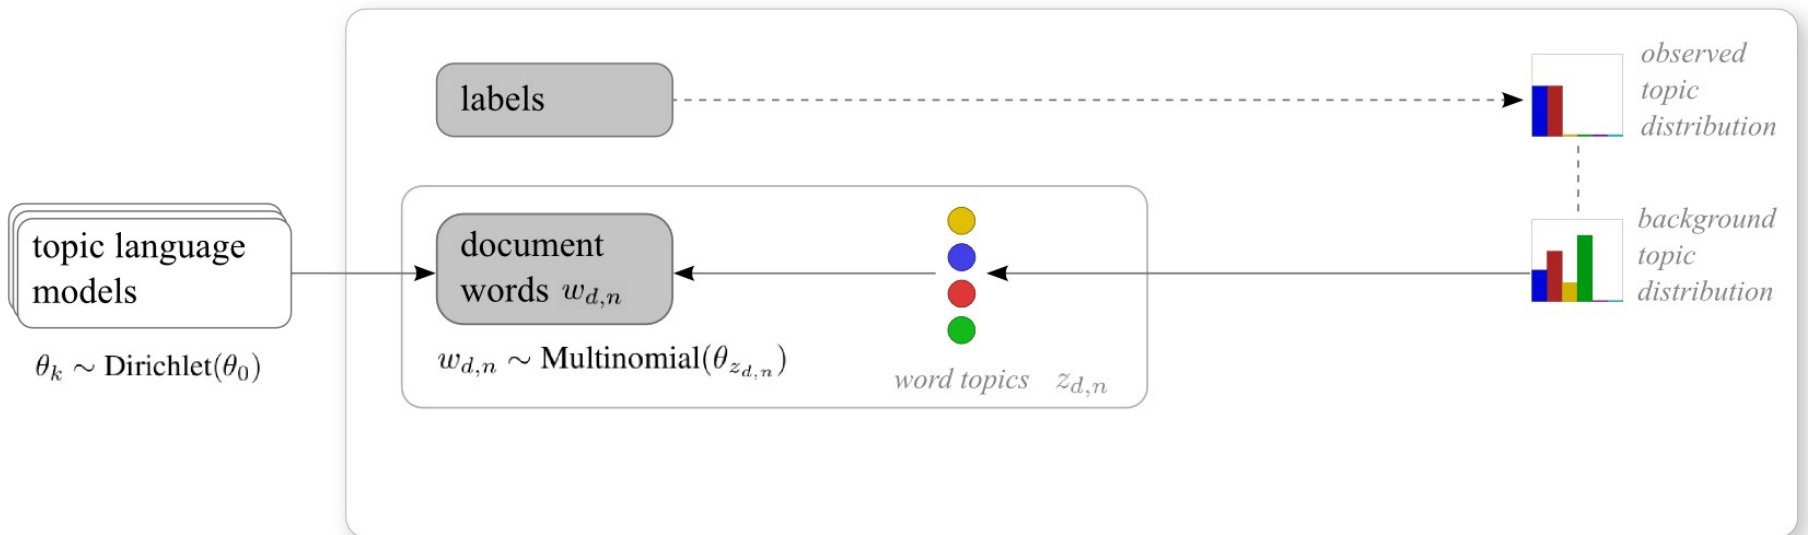 labels
observed
topic
distribution
topic language
models
θ_k ∼ Dirichlet(θ_0)
document
words w_{d,n}
w_{d,n} ∼ Multinomial(θ_{z_{d,n}})
word topics z_{d,n}
background
topic
distribution